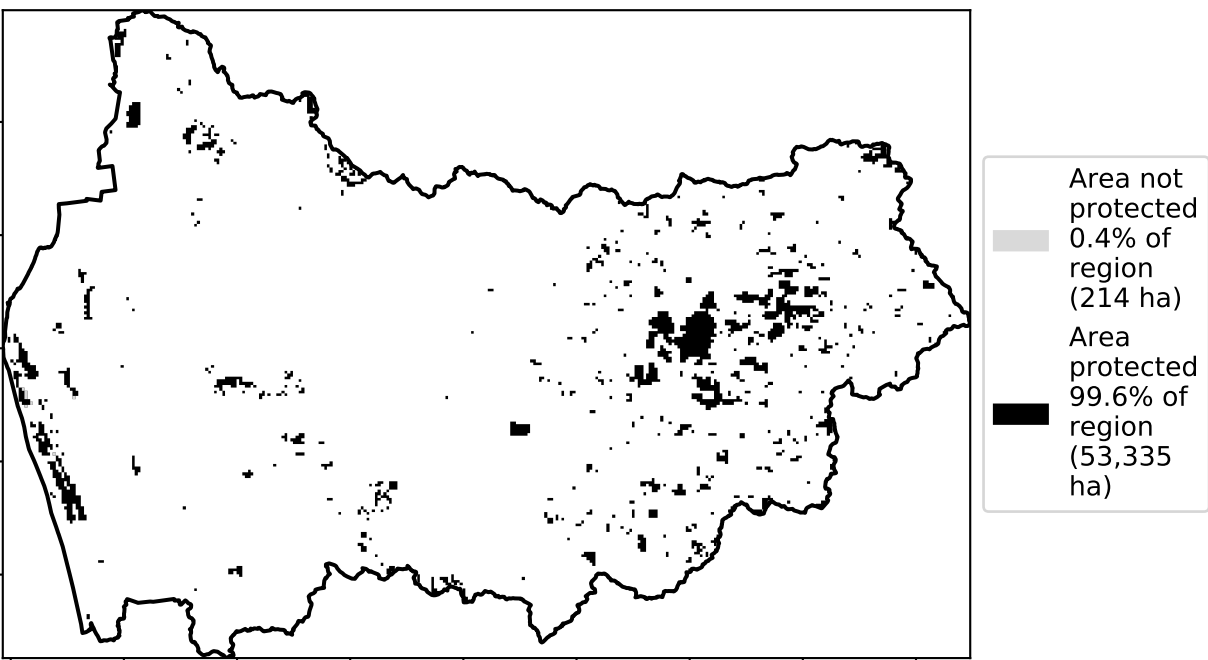 Area not
protected
0.4% of
region
(214 ha)
Area
protected
99.6% of
region
(53,335
ha)